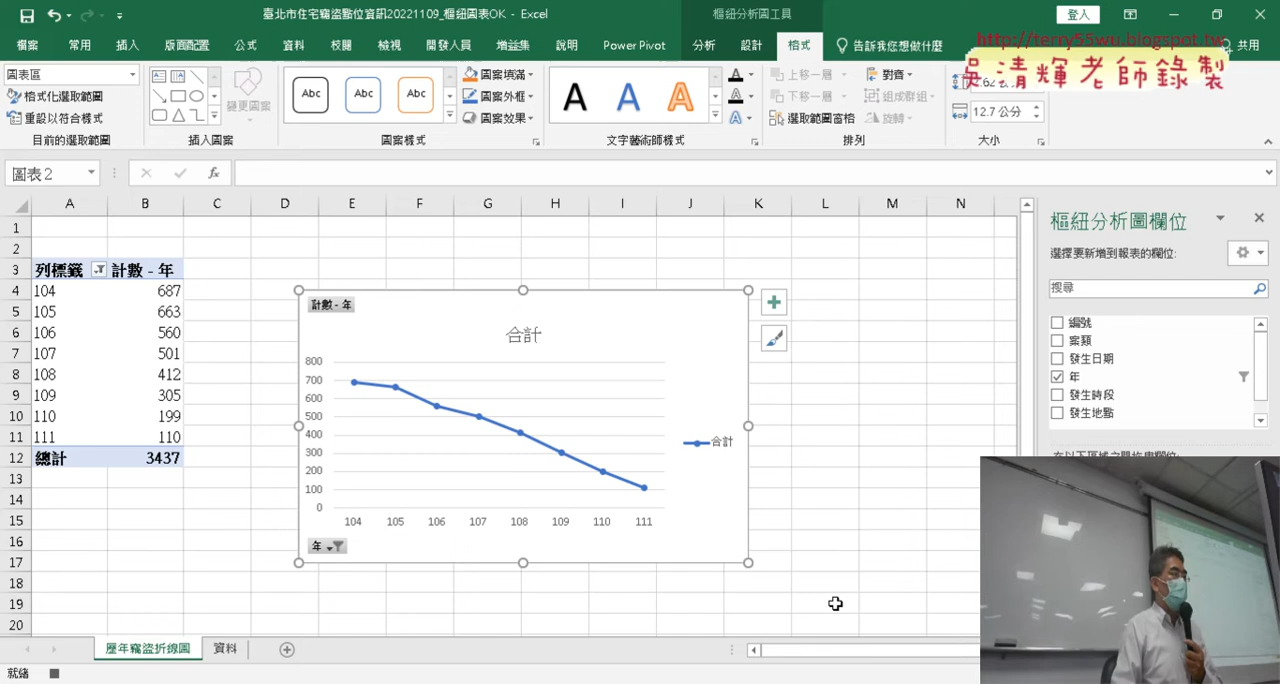 臺北市住宅竊盜點位資訊20221109_樞紐圖表OK - Excel
樞紐分析圖工具
登入
檔案 常用 插入 版面配置 公式 資料 校閱 檢視 開發人員 增益集 說明 Power Pivot 分析 設計 格式 告訴我您想做什麼 共用
http://terry55wu.blogspot.tw
吳清輝老師錄製
圖表區
格式化選取範圍
重設以符合樣式
目前的選取範圍
變更圖案
插入圖案
Abc Abc Abc
圖案填滿
圖案外框
圖案效果
圖案樣式
A A A
文字藝術師樣式
上移一層
下移一層
選取範圍窗格
對齊
組成群組
旋轉
排列
12.7 公分
大小
圖表 2
fx
A B C D E F G H I J K L M N
1
2
3 列標籤 計數 - 年
4 104 687
5 105 663
6 106 560
7 107 501
8 108 412
9 109 305
10 110 199
11 111 110
12 總計 3437
13
14
15
16
17
18
19
20
計數 - 年
合計
800
700
600
500
400
300
200
100
0
104 105 106 107 108 109 110 111
合計
年
樞紐分析圖欄位
選擇要新增到報表的欄位:
搜尋
編號
案類
發生日期
年
發生時段
發生地點
歷年竊盜折線圖 資料
就緒